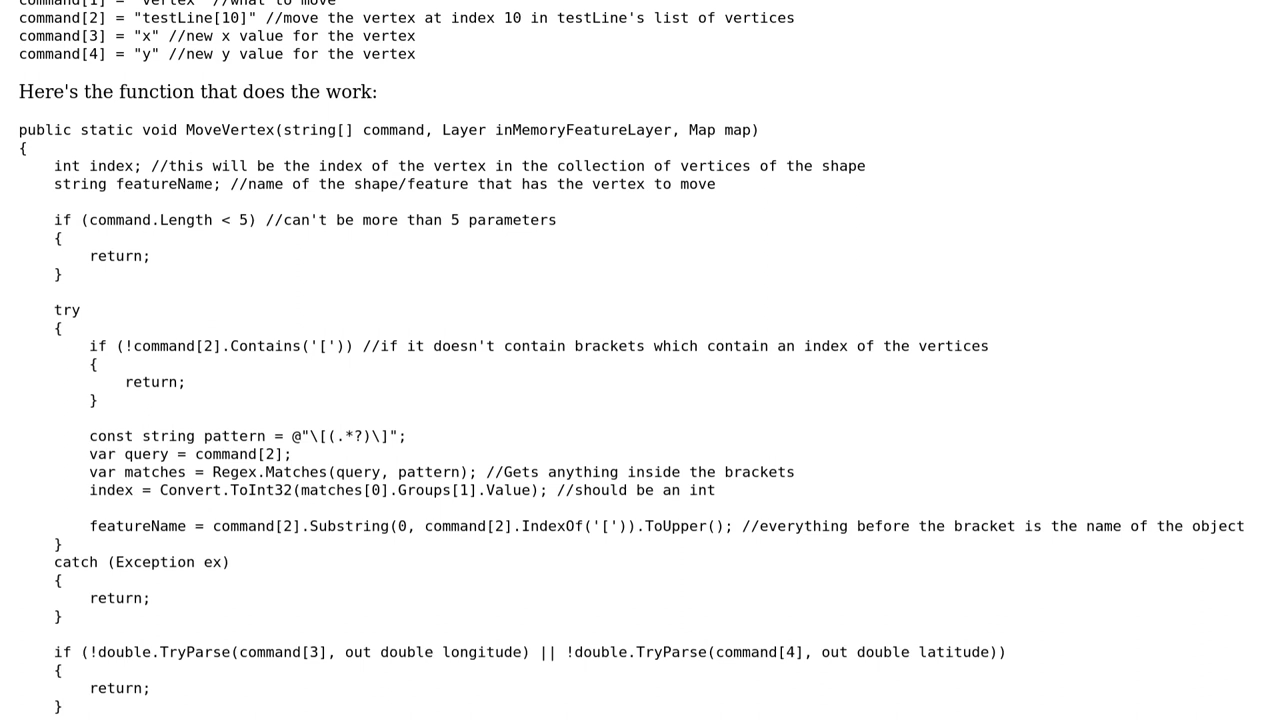 command[1] = "vertex" //what to move
command[2] = "testLine[10]" //move the vertex at index 10 in testLine's list of vertices
command[3] = "x" //new x value for the vertex
command[4] = "y" //new y value for the vertex
Here's the function that does the work:
public static void MoveVertex(string[] command, Layer inMemoryFeatureLayer, Map map)
{
    int index; //this will be the index of the vertex in the collection of vertices of the shape
    string featureName; //name of the shape/feature that has the vertex to move
    if (command.Length < 5) //can't be more than 5 parameters
    {
        return;
    }
    try
    {
        if (!command[2].Contains('[')) //if it doesn't contain brackets which contain an index of the vertices
        {
            return;
        }
        const string pattern = @"\[(.*?)\]";
        var query = command[2];
        var matches = Regex.Matches(query, pattern); //Gets anything inside the brackets
        index = Convert.ToInt32(matches[0].Groups[1].Value); //should be an int
        featureName = command[2].Substring(0, command[2].IndexOf('[')).ToUpper(); //everything before the bracket is the name of the object
    }
    catch (Exception ex)
    {
        return;
    }
    if (!double.TryParse(command[3], out double longitude) || !double.TryParse(command[4], out double latitude))
    {
        return;
    }